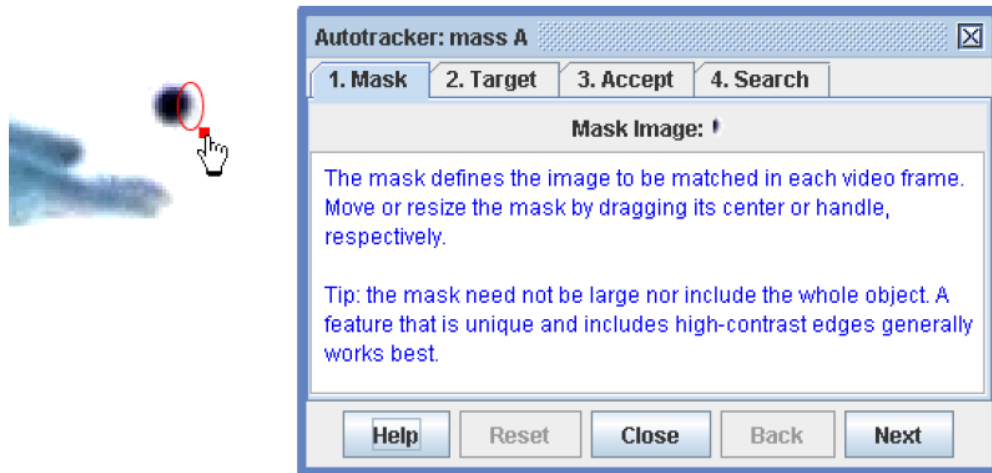 Autotracker: mass A
1. Mask 2. Target 3. Accept 4. Search
Mask Image:
The mask defines the image to be matched in each video frame.
Move or resize the mask by dragging its center or handle,
respectively.
Tip: the mask need not be large nor include the whole object. A
feature that is unique and includes high-contrast edges generally
works best.
Help Reset Close Back Next